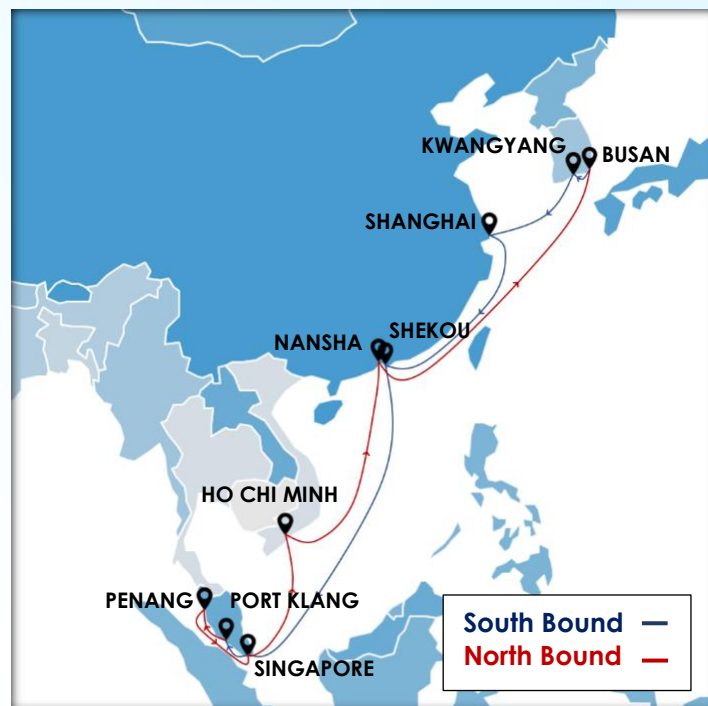 KWANGYANG
BUSAN
SHANGHAI
NANSHA
SHEKOU
HO CHI MINH
PENANG
PORT KLANG
SINGAPORE
South Bound
North Bound